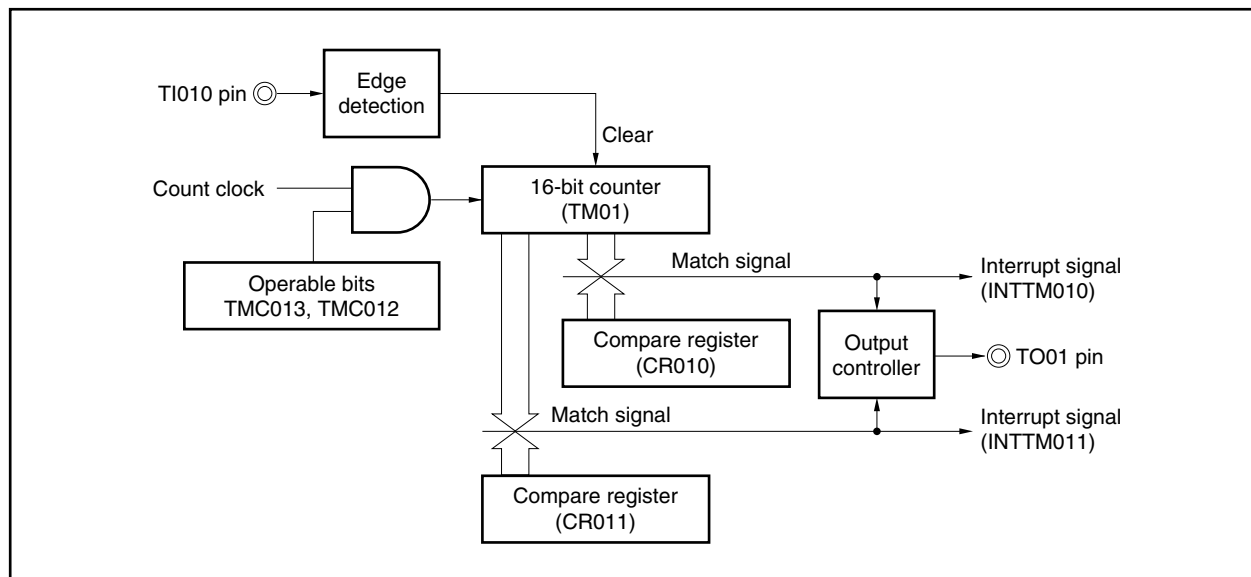 TI010 pin
Edge
detection
Clear
Count clock
16-bit counter
(TM01)
Operable bits
TMC013, TMC012
Match signal
Interrupt signal
(INTTM010)
Compare register
(CR010)
Output
controller
TO01 pin
Match signal
Interrupt signal
(INTTM011)
Compare register
(CR011)